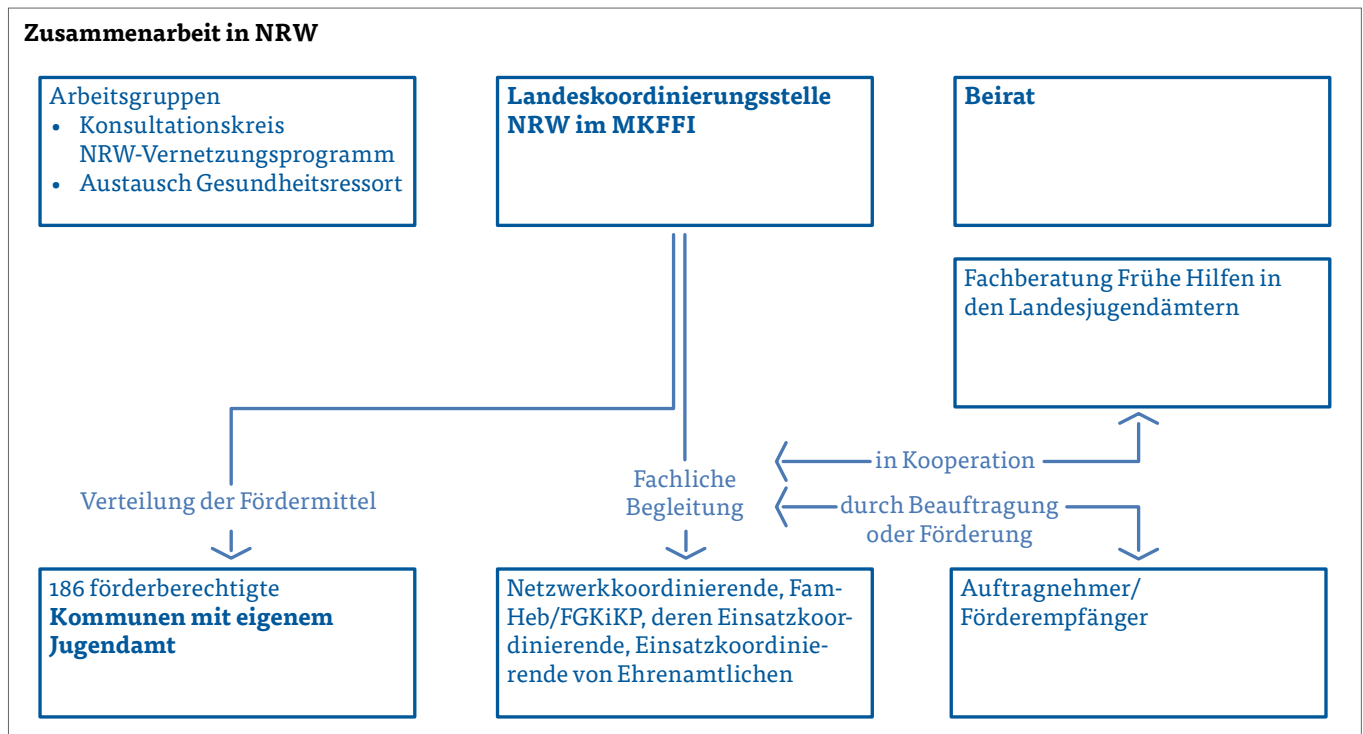 Zusammenarbeit in NRW
Arbeitsgruppen
• Konsultationskreis
NRW-Vernetzungsprogramm
• Austausch Gesundheitsressort
Landeskoordinierungsstelle
NRW im MKFFI
Beirat
Fachberatung Frühe Hilfen in
den Landesjugendämtern
in Kooperation
Fachliche
Begleitung
Verteilung der Fördermittel
durch Beauftragung
oder Förderung
186 förderberechtigte
Kommunen mit eigenem
Jugendamt
Netzwerkkoordinierende, Fam-
Heb/FGKiKP, deren Einsatzkoor-
dinierende, Einsatzkoordinie-
rende von Ehrenamtlichen
Auftragnehmer/
Förderempfänger